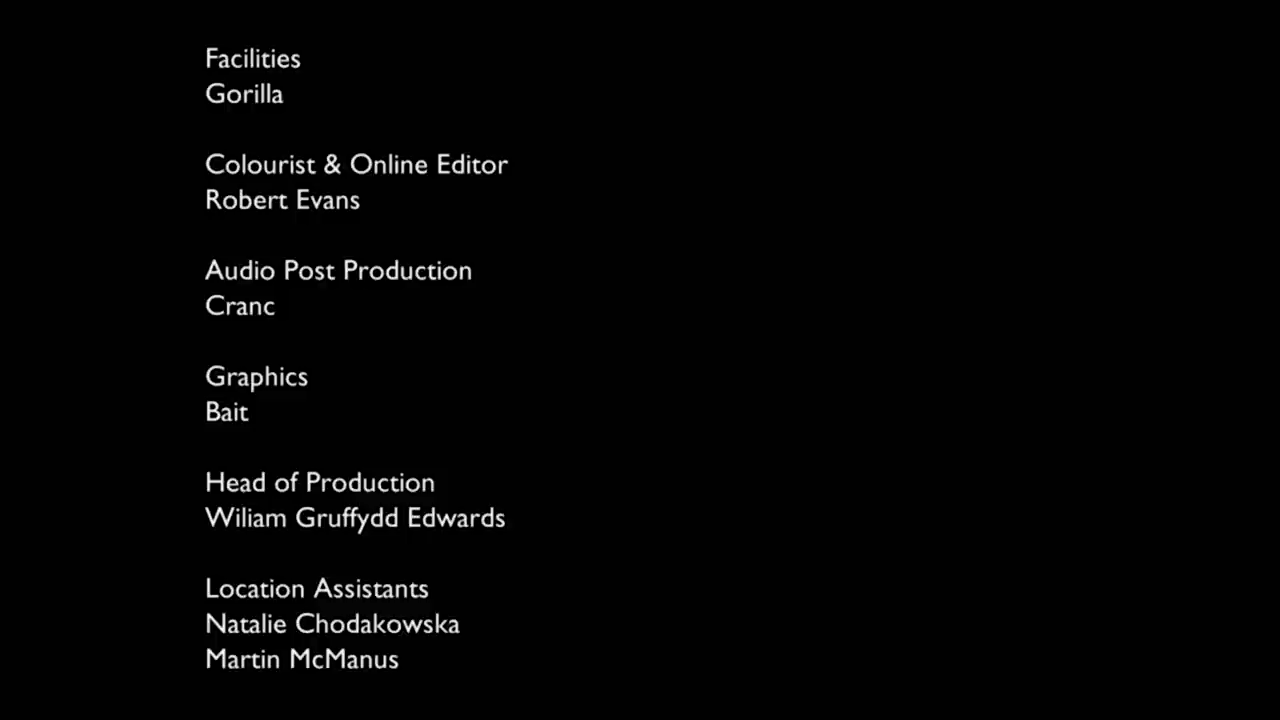 Facilities
Gorilla
Colourist & Online Editor
Robert Evans
Audio Post Production
Cranc
Graphics
Bait
Head of Production
Wiliam Gruffydd Edwards
Location Assistants
Natalie Chodakowska
Martin McManus